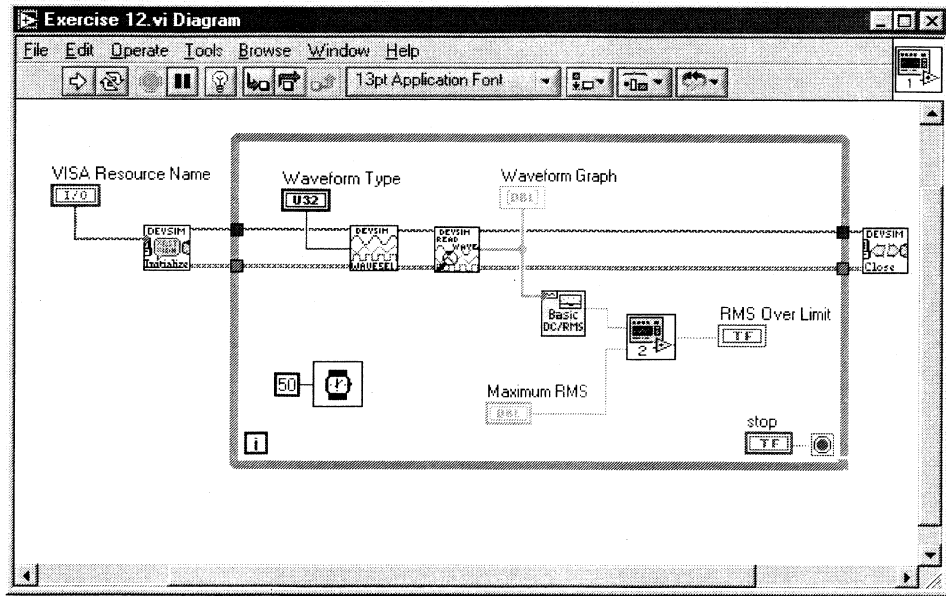 Exercise 12.vi Diagram
File Edit Operate Tools Browse Window Help
13pt Application Font
1
VISA Resource Name
I/O
Waveform Type
U32
Waveform Graph
DBL
DEVSIM
Initialize
DEVSIM
WAVESEL
DEVSIM
READ
WAVE
DEVSIM
Close
Basic
DC/RMS
2
RMS Over Limit
TF
50
Maximum RMS
DBL
stop
TF
i